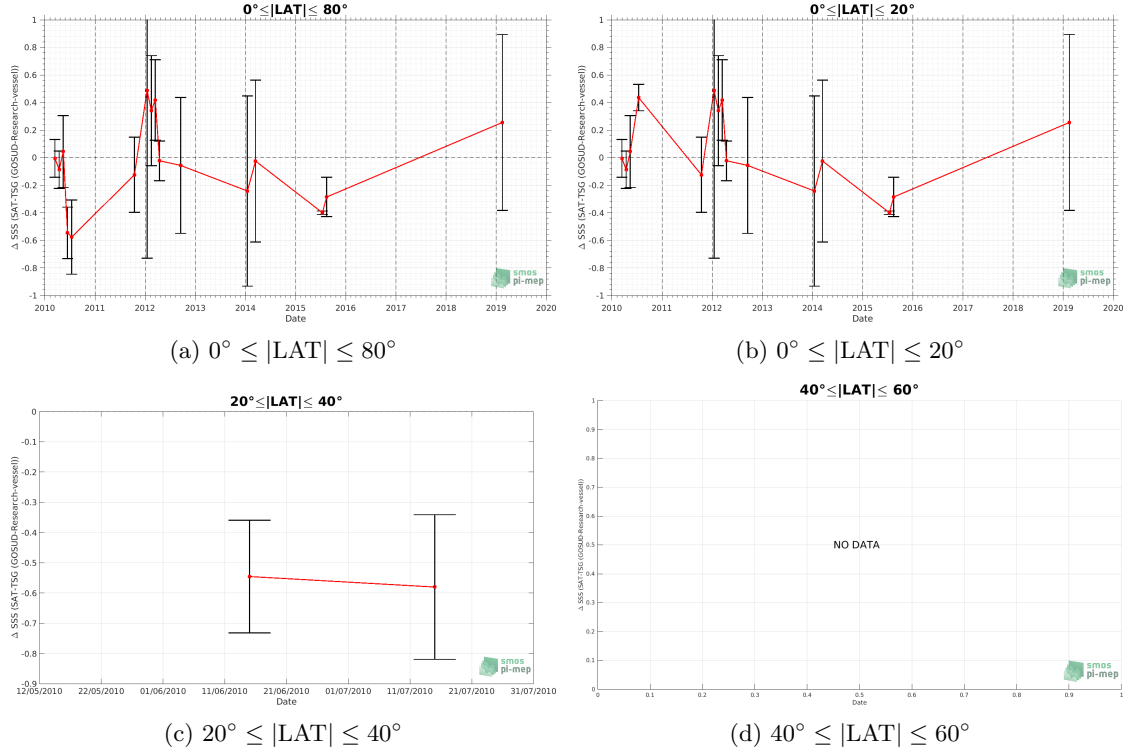 0°≤|LAT|≤ 80°
Δ SSS (SAT-TSG (GOSUD-Research-vessel))
1
0.8
0.6
0.4
0.2
0
-0.2
-0.4
-0.6
-0.8
-1
2010 2011 2012 2013 2014 2015 2016 2017 2018 2019 2020
Date
smos
pi-mep
(a) 0° ≤ |LAT| ≤ 80°
0°≤|LAT|≤ 20°
Δ SSS (SAT-TSG (GOSUD-Research-vessel))
1
0.8
0.6
0.4
0.2
0
-0.2
-0.4
-0.6
-0.8
-1
2010 2011 2012 2013 2014 2015 2016 2017 2018 2019 2020
Date
smos
pi-mep
(b) 0° ≤ |LAT| ≤ 20°
20°≤|LAT|≤ 40°
Δ SSS (SAT-TSG (GOSUD-Research-vessel))
0
-0.1
-0.2
-0.3
-0.4
-0.5
-0.6
-0.7
-0.8
-0.9
12/05/2010 22/05/2010 01/06/2010 11/06/2010 21/06/2010 01/07/2010 11/07/2010 21/07/2010 31/07/2010
Date
smos
pi-mep
(c) 20° ≤ |LAT| ≤ 40°
40°≤|LAT|≤ 60°
Δ SSS (SAT-TSG (GOSUD-Research-vessel))
1
0.9
0.8
0.7
0.6
0.5
0.4
0.3
0.2
0.1
0
NO DATA
0 0.1 0.2 0.3 0.4 0.5 0.6 0.7 0.8 0.9 1
Date
smos
pi-mep
(d) 40° ≤ |LAT| ≤ 60°